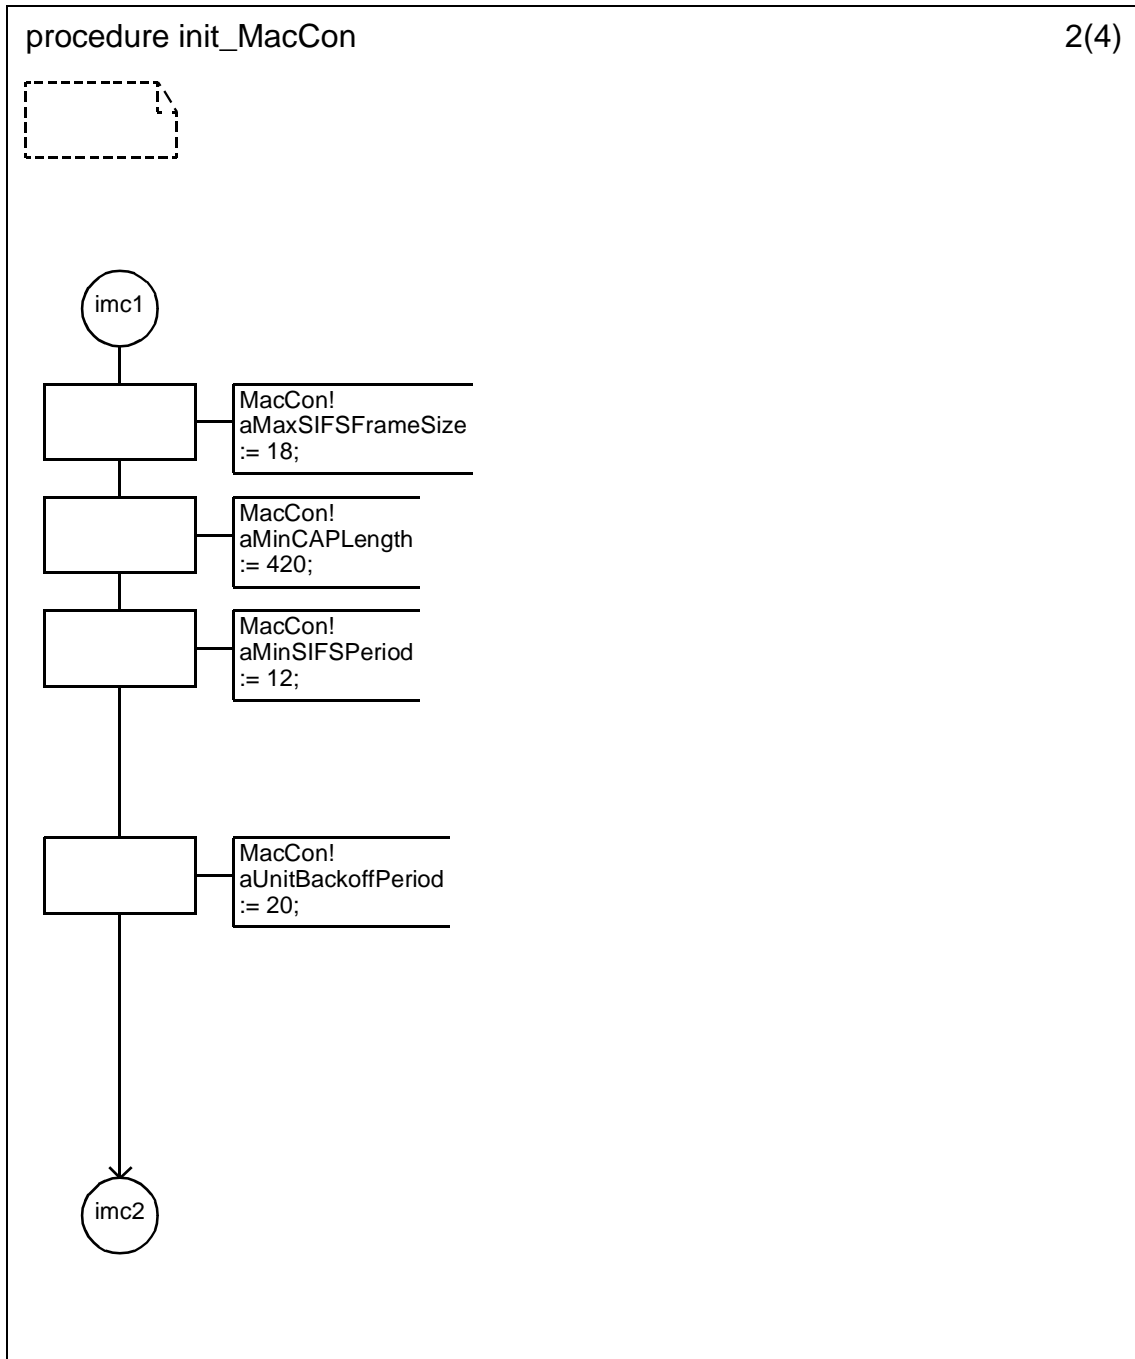 procedure init_MacCon
2(4)
imc1
MacCon!
aMaxSIFSFrameSize
:= 18;
MacCon!
aMinCAPLength
:= 420;
MacCon!
aMinSIFSPeriod
:= 12;
MacCon!
aUnitBackoffPeriod
:= 20;
imc2